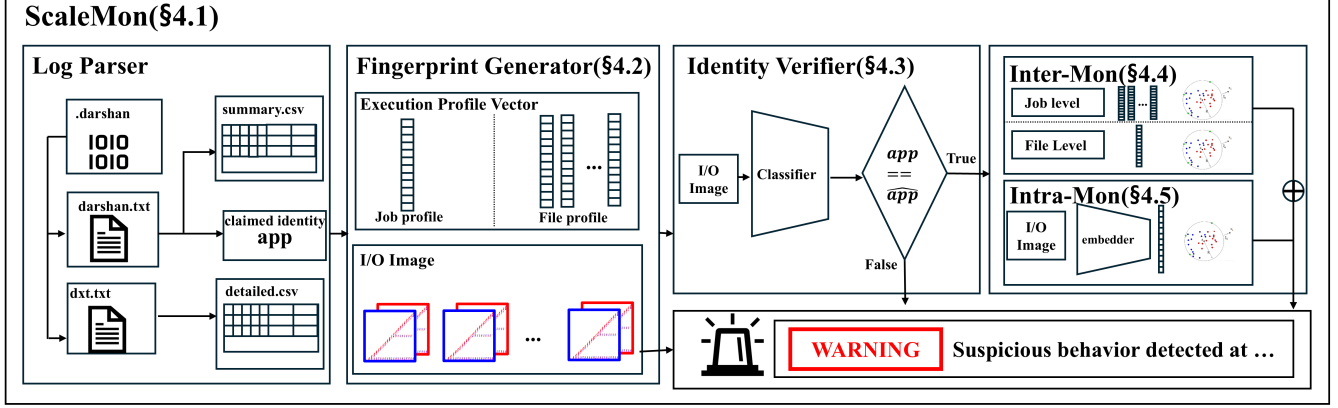 ScaleMon(§4.1)
Log Parser
.darshan
1010
1010
summary.csv
darshan.txt
claimed identity
app
dxt.txt
detailed.csv
Fingerprint Generator(§4.2)
Execution Profile Vector
...
Job profile
File profile
I/O Image
...
Identity Verifier(§4.3)
I/O
Image
Classifier
app
==
app̂
True
False
Inter-Mon(§4.4)
Job level
...
File Level
Intra-Mon(§4.5)
I/O
Image
embedder
WARNING
Suspicious behavior detected at ...